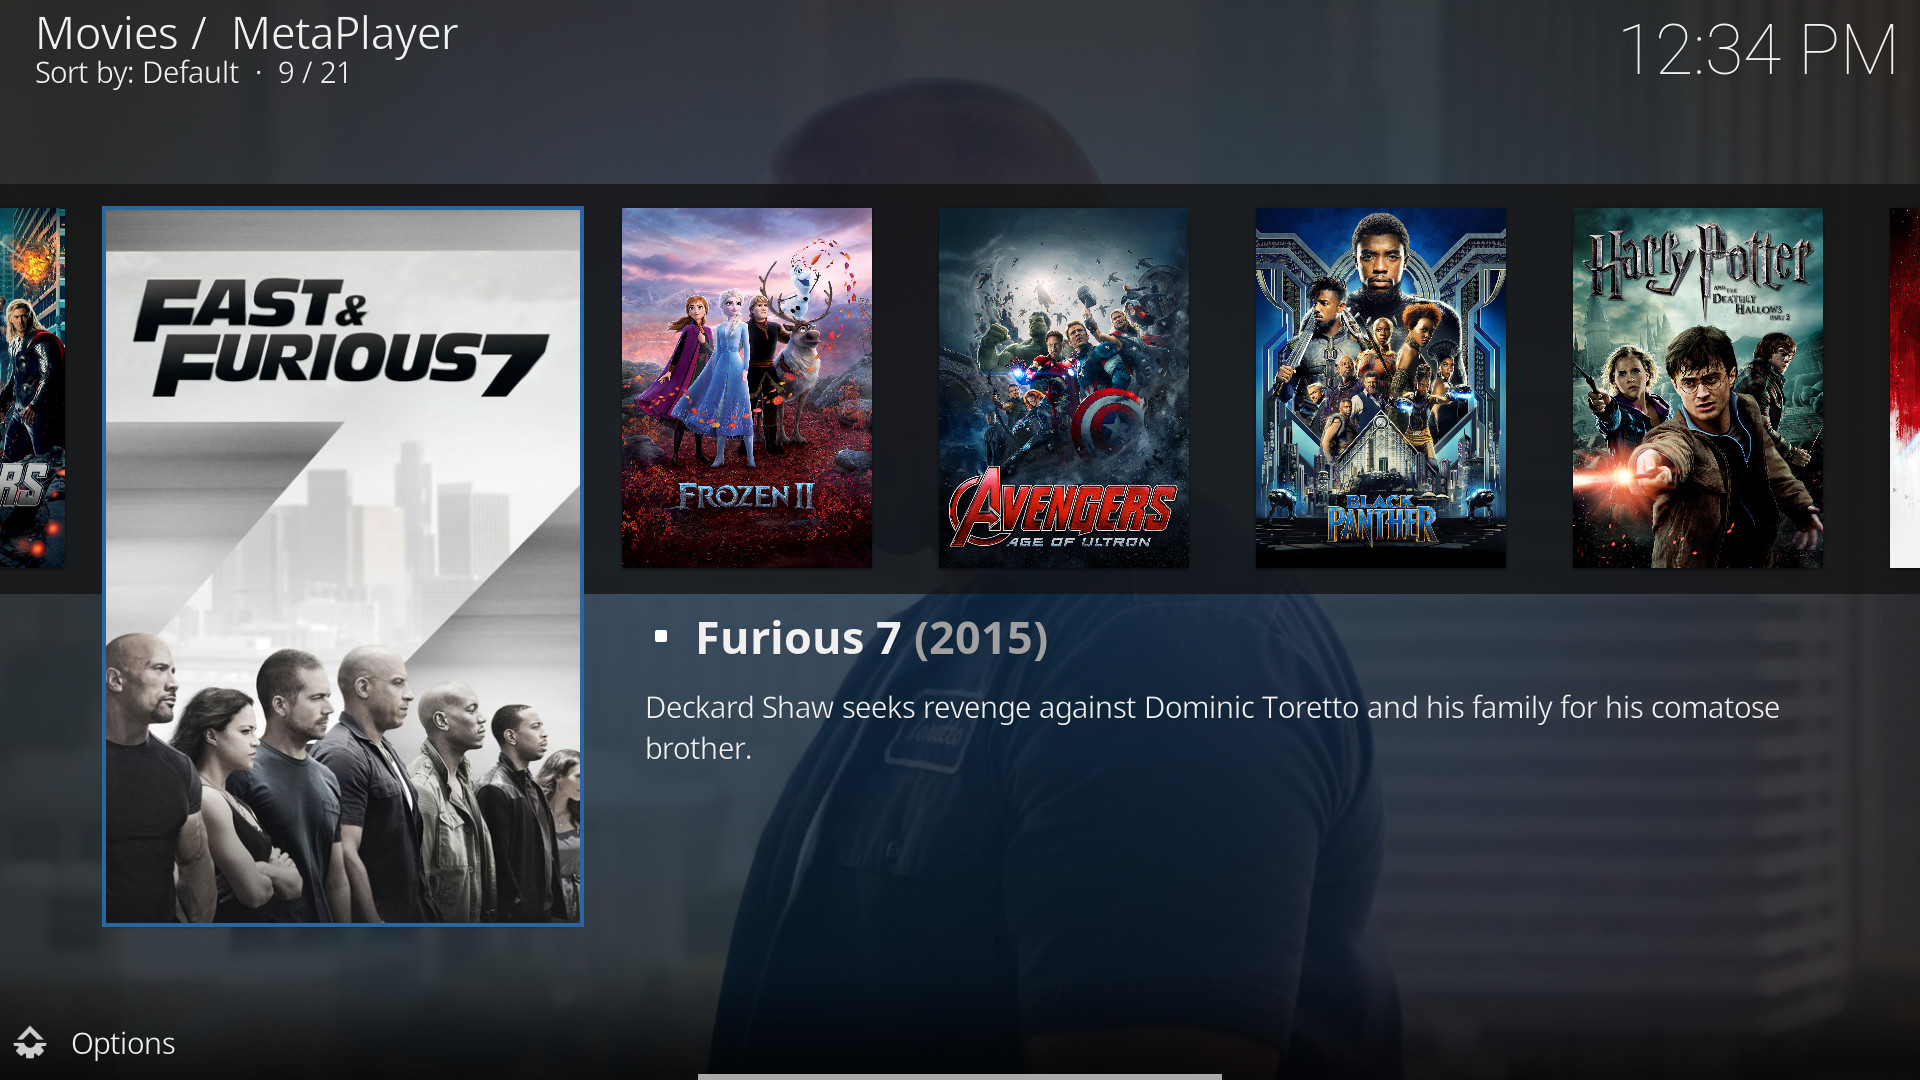 Movies / MetaPlayer
Sort by: Default · 9 / 21
12:34 PM
RS
FAST &
FURIOUS 7
FROZEN II
AVENGERS
AGE OF ULTRON
BLACK
PANTHER
Harry Potter
AND THE
DEATHLY
HALLOWS
PART 2
Furious 7 (2015)
Deckard Shaw seeks revenge against Dominic Toretto and his family for his comatose
brother.
Toretto
Options